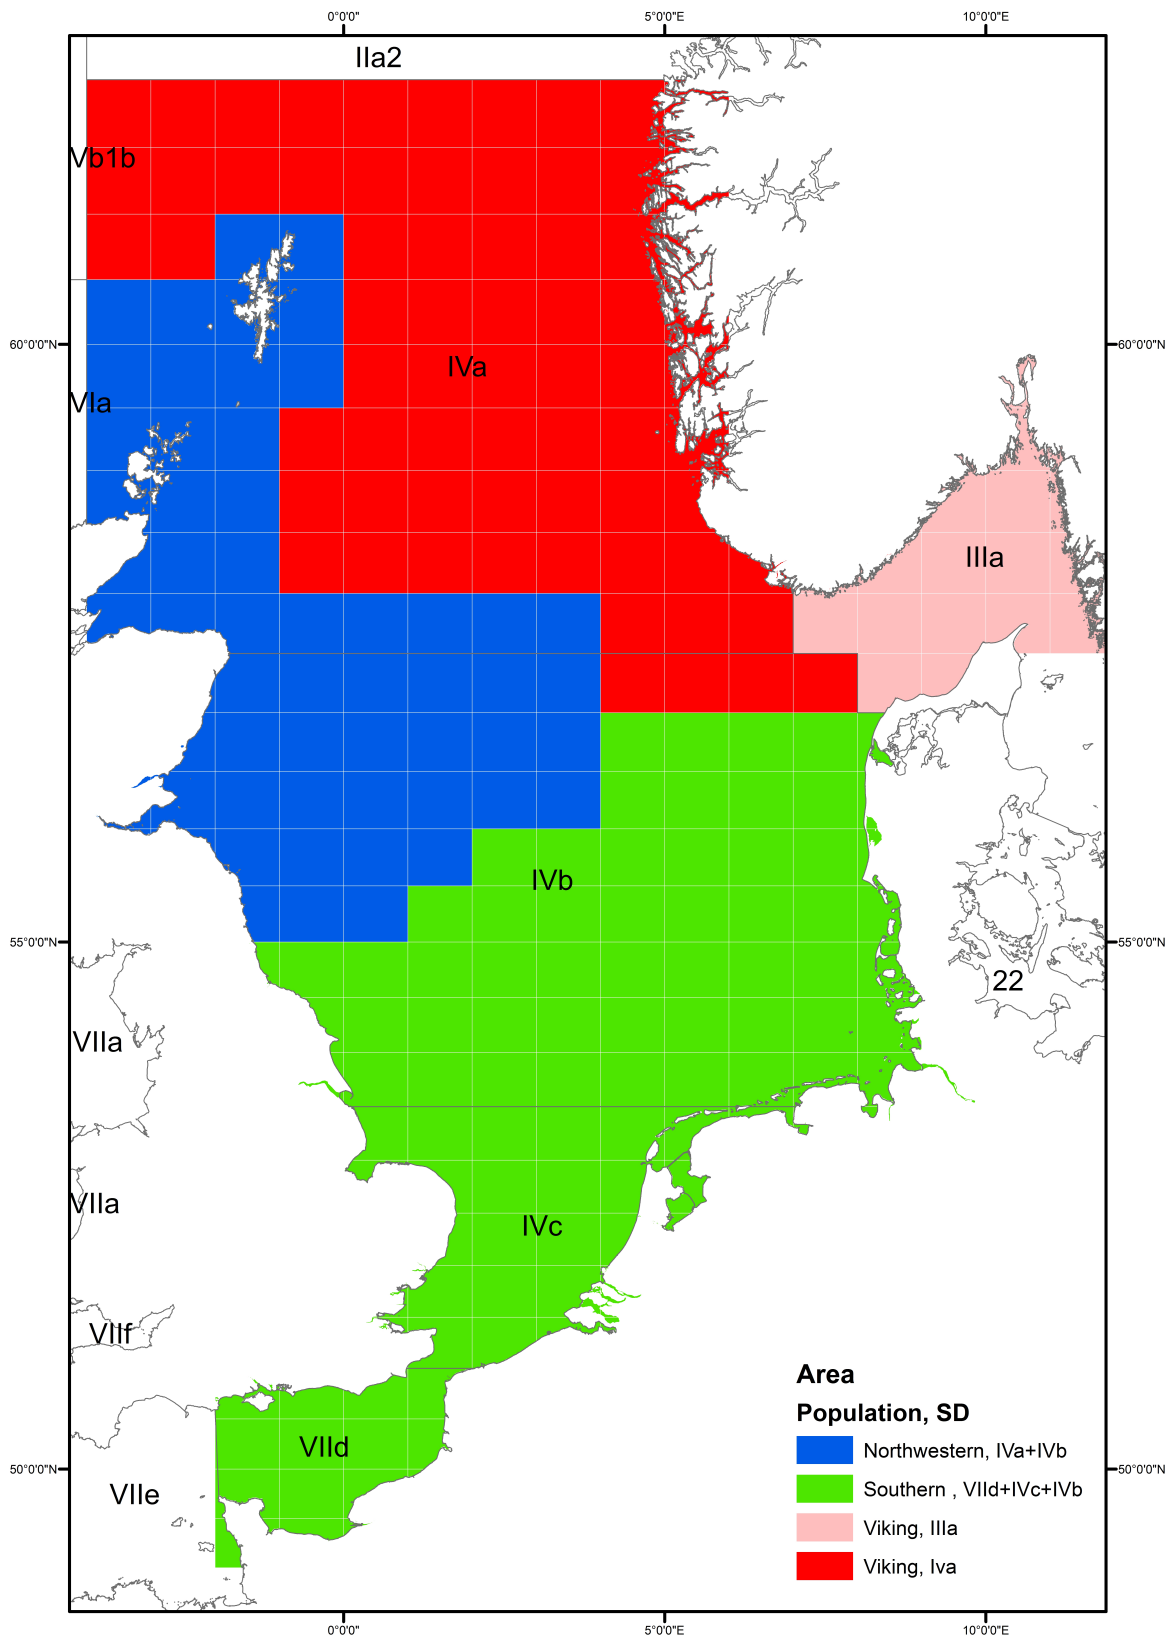 0°0'0"
5°0'0"E
10°0'0"E
IIa2
Vb1b
60°0'0"N
60°0'0"N
IVa
VIa
IIIa
IVb
55°0'0"N
55°0'0"N
22
VIIa
VIIa
IVc
VIIf
Area
Population, SD
VIId
Northwestern, IVa+IVb
50°0'0"N
50°0'0"N
Southern , VIId+IVc+IVb
VIIe
Viking, IIIa
Viking, Iva
0°0'0"
5°0'0"E
10°0'0"E